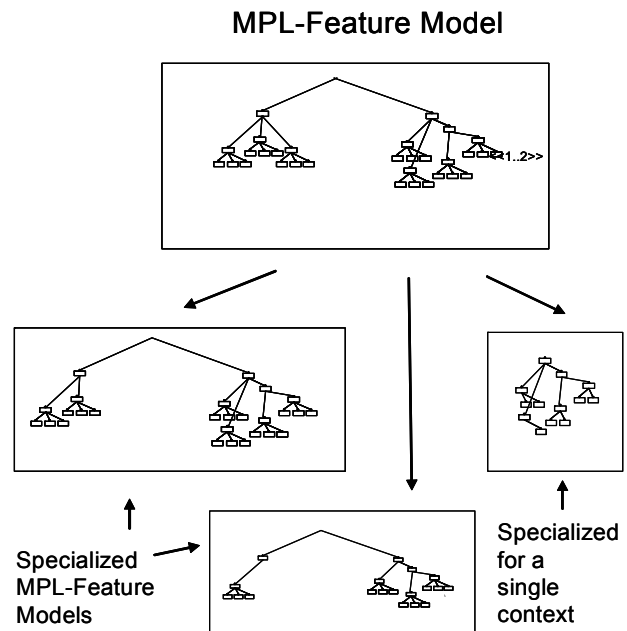 MPL-Feature Model
<<1..2>>
Specialized
MPL-Feature
Models
Specialized
for a
single
context